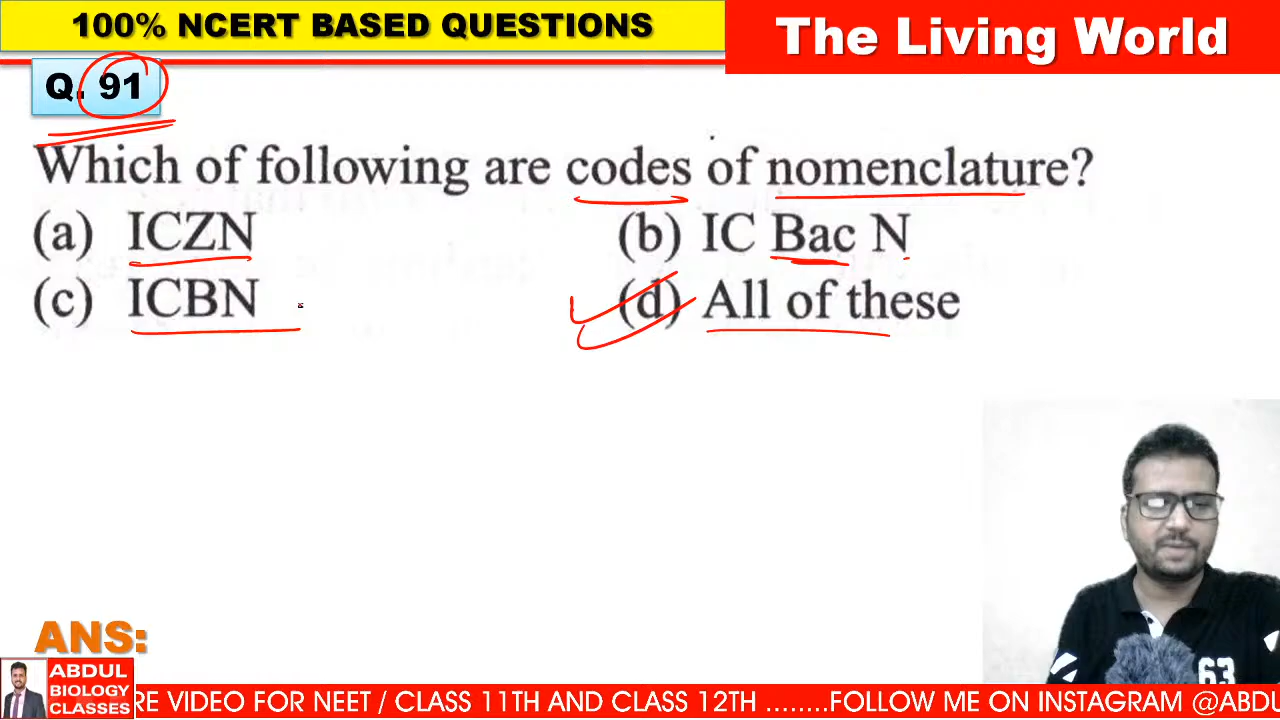 100% NCERT BASED QUESTIONS
The Living World
Q. 91
Which of following are codes of nomenclature?
(a) ICZN (b) IC Bac N
(c) ICBN (d) All of these
63
ANS:
ABDUL
BIOLOGY
CLASSES
RE VIDEO FOR NEET / CLASS 11TH AND CLASS 12TH ........FOLLOW ME ON INSTAGRAM @ABDU